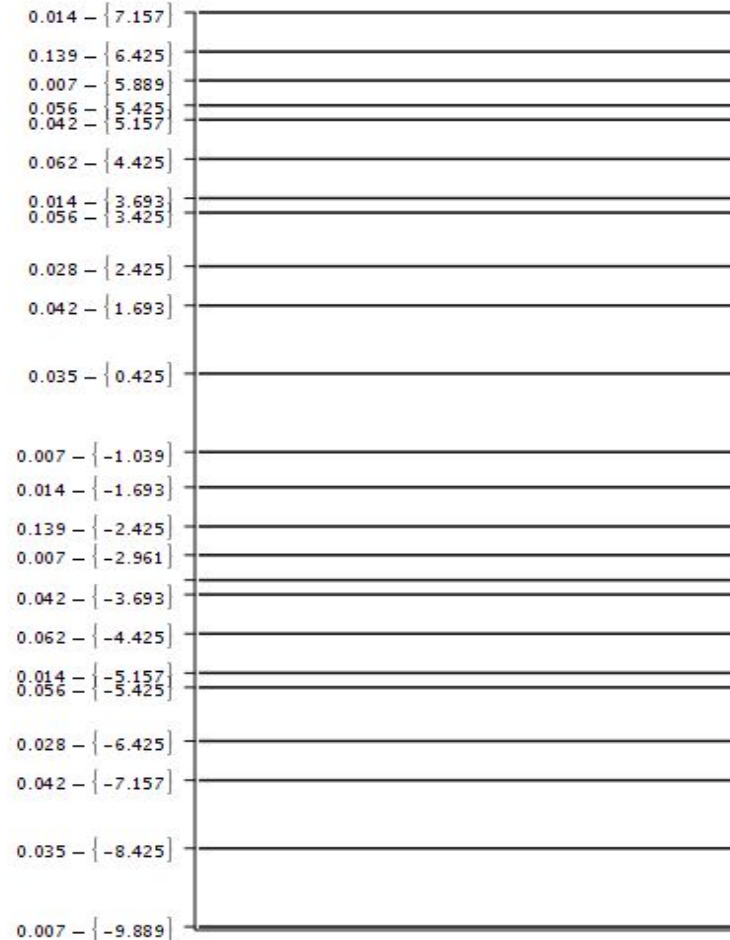 0.014 – {7.157}
0.139 – {6.425}
0.007 – {5.889}
0.056 – {5.425}
0.042 – {5.157}
0.062 – {4.425}
0.014 – {3.693}
0.056 – {3.425}
0.028 – {2.425}
0.042 – {1.693}
0.035 – {0.425}
0.007 – {-1.039}
0.014 – {-1.693}
0.139 – {-2.425}
0.007 – {-2.961}
0.042 – {-3.693}
0.062 – {-4.425}
0.014 – {-5.157}
0.056 – {-5.425}
0.028 – {-6.425}
0.042 – {-7.157}
0.035 – {-8.425}
0.007 – {-9.889}